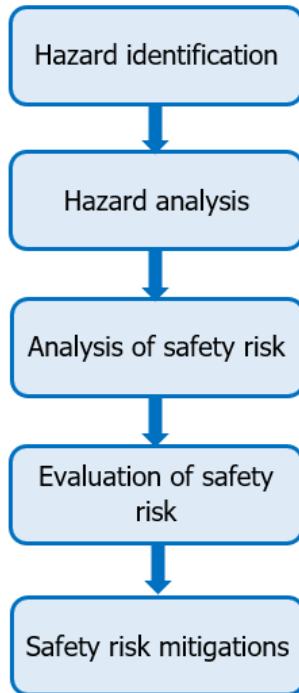 Hazard identification
Hazard analysis
Analysis of safety risk
Evaluation of safety
risk
Safety risk mitigations